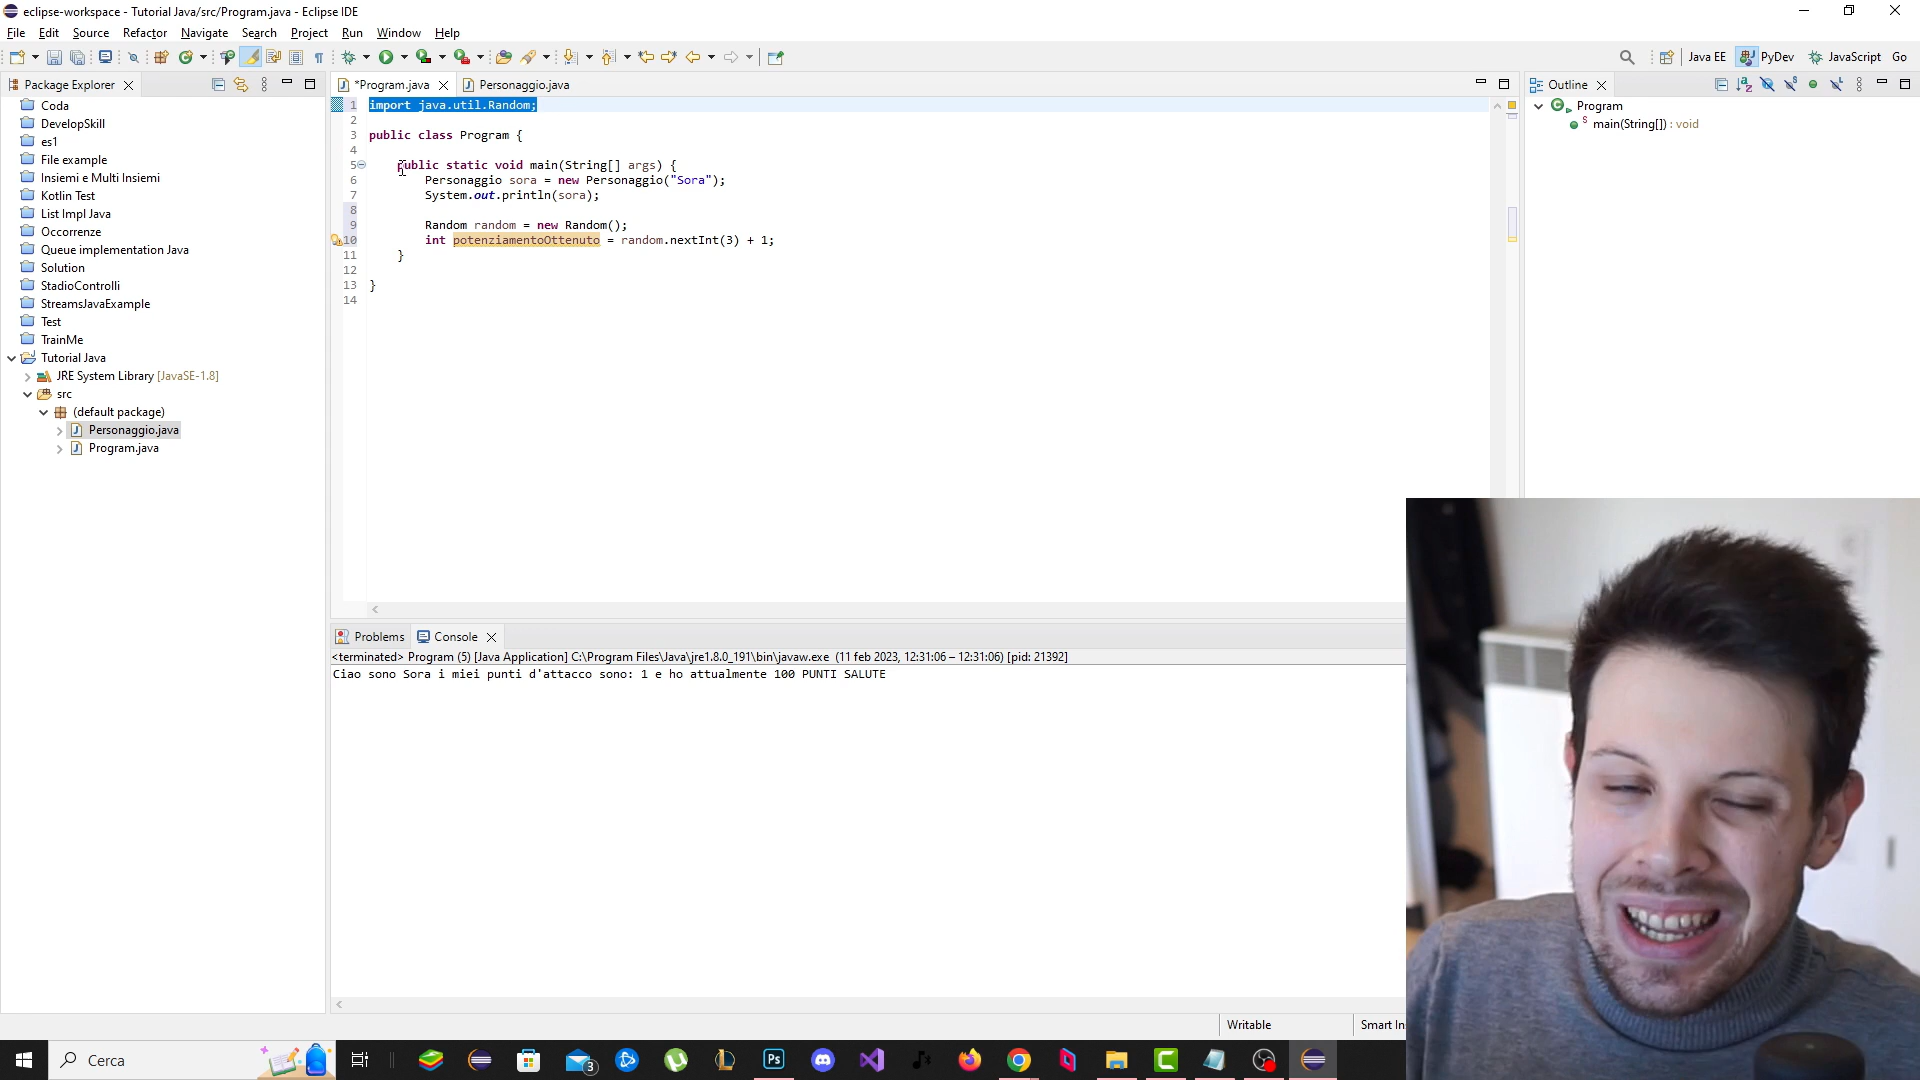 eclipse-workspace - Tutorial Java/src/Program.java - Eclipse IDE
File Edit Source Refactor Navigate Search Project Run Window Help
Java EE PyDev JavaScript Go
Package Explorer
Coda
DevelopSkill
es1
File example
Insiemi e Multi Insiemi
Kotlin Test
List Impl Java
Occorrenze
Queue implementation Java
Solution
StadioControlli
StreamsJavaExample
Test
TrainMe
Tutorial Java
JRE System Library [JavaSE-1.8]
src
(default package)
Personaggio.java
Program.java
*Program.java Personaggio.java
1 import java.util.Random;
2
3 public class Program {
4
5 public static void main(String[] args) {
6 Personaggio sora = new Personaggio("Sora");
7 System.out.println(sora);
8
9 Random random = new Random();
10 int potenziamentoOttenuto = random.nextInt(3) + 1;
11 }
12
13 }
14
Outline
Program
main(String[]) : void
Problems Console
<terminated> Program (5) [Java Application] C:\Program Files\Java\jre1.8.0_191\bin\javaw.exe (11 feb 2023, 12:31:06 – 12:31:06) [pid: 21392]
Ciao sono Sora i miei punti d'attacco sono: 1 e ho attualmente 100 PUNTI SALUTE
Writable Smart Ins
Cerca
3
Ps